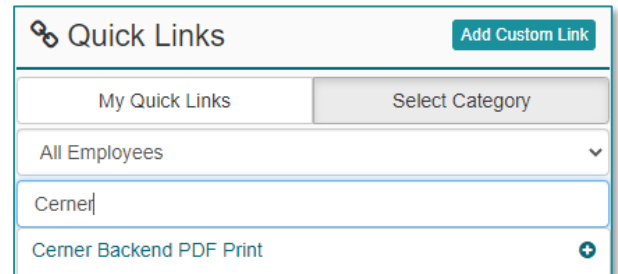 Quick Links
Add Custom Link
My Quick Links
Select Category
All Employees
Cerner
Cerner Backend PDF Print